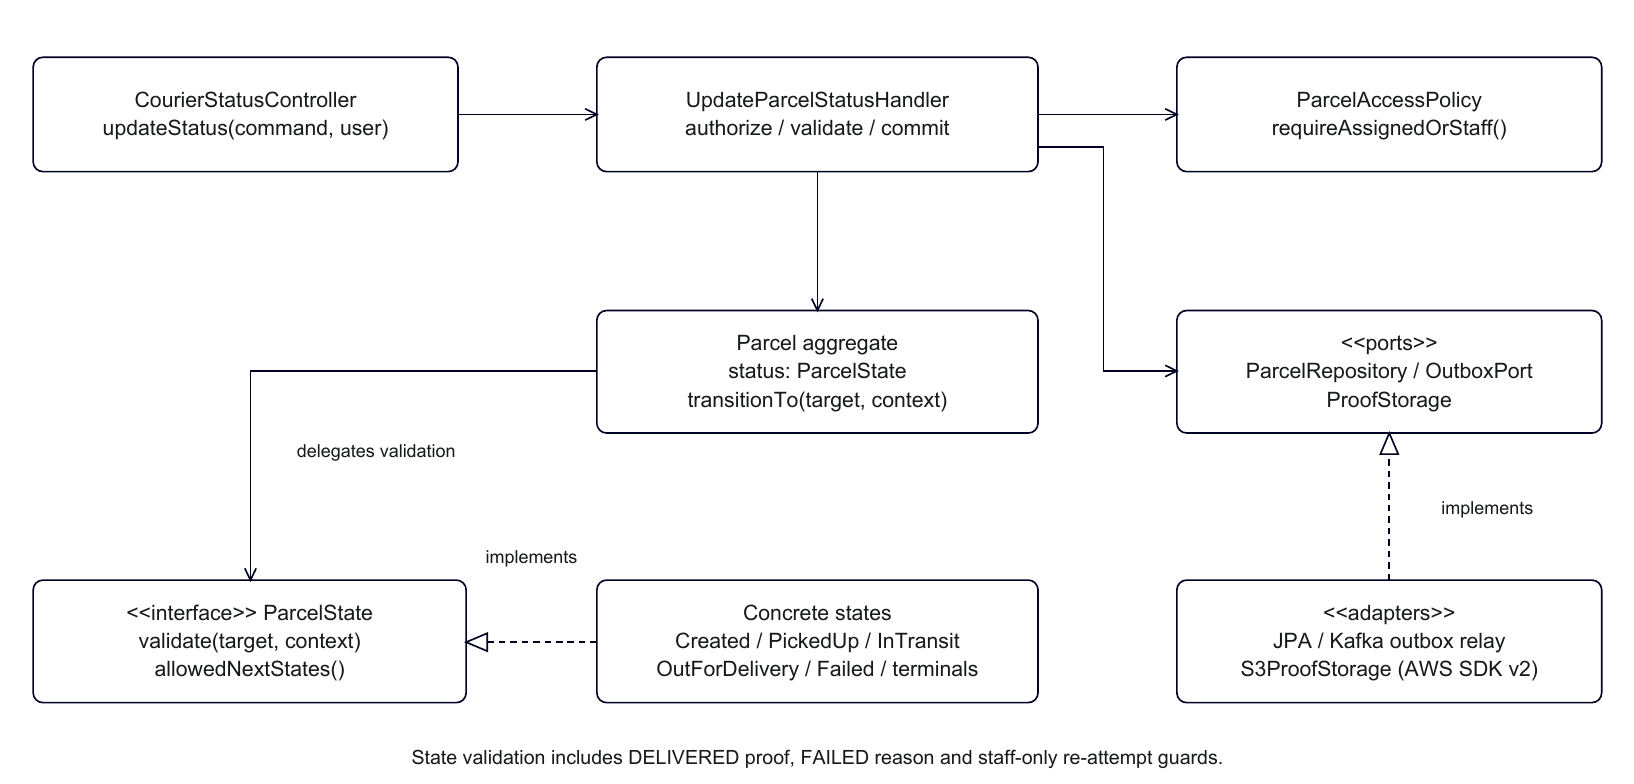 CourierStatusController
updateStatus(command, user)
UpdateParcelStatusHandler
authorize / validate / commit
ParcelAccessPolicy
requireAssignedOrStaff()
Parcel aggregate
status: ParcelState
transitionTo(target, context)
<<ports>>
ParcelRepository / OutboxPort
ProofStorage
delegates validation
implements
implements
<<interface>> ParcelState
validate(target, context)
allowedNextStates()
Concrete states
Created / PickedUp / InTransit
OutForDelivery / Failed / terminals
<<adapters>>
JPA / Kafka outbox relay
S3ProofStorage (AWS SDK v2)
State validation includes DELIVERED proof, FAILED reason and staff-only re-attempt guards.